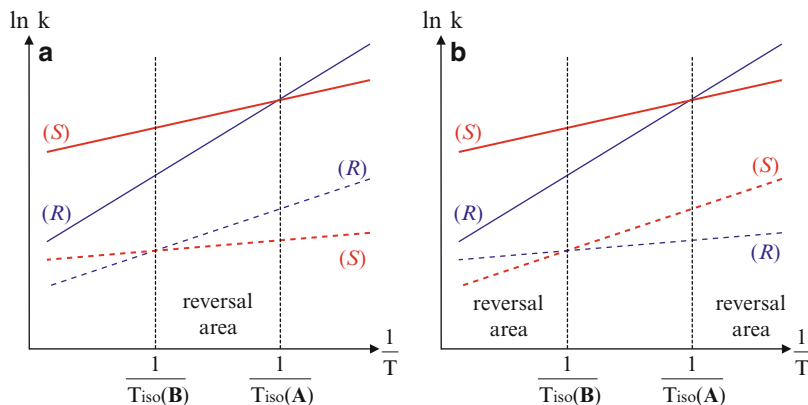 ln k
a
(S)
(R)
(R)
(S)
reversal
area
1
T
1
Tiso(B)
1
Tiso(A)
ln k
b
(S)
(R)
(S)
(R)
reversal
area
reversal
area
1
T
1
Tiso(B)
1
Tiso(A)